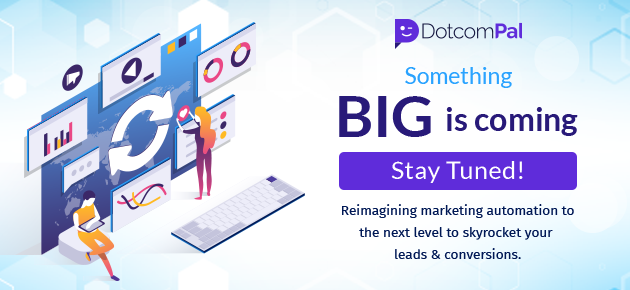 DotcomPal
Something
BIG is coming
Stay Tuned!
Reimagining marketing automation to
the next level to skyrocket your
leads & conversions.